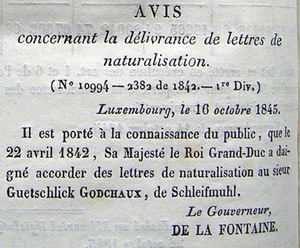 AVIS
concernant la délivrance de lettres de
naturalisation.
(N° 10994 — 2382 de 1842. — 1re Div.)
Luxembourg, le 16 octobre 1845.
Il est porté à la connaissance du public, que le
22 avril 1842, Sa Majesté le Roi Grand-Duc a dai-
gné accorder des lettres de naturalisation au sieur
Guetschlick GODCHAUX, de Schleifmuhl.
Le Gouverneur,
DE LA FONTAINE.